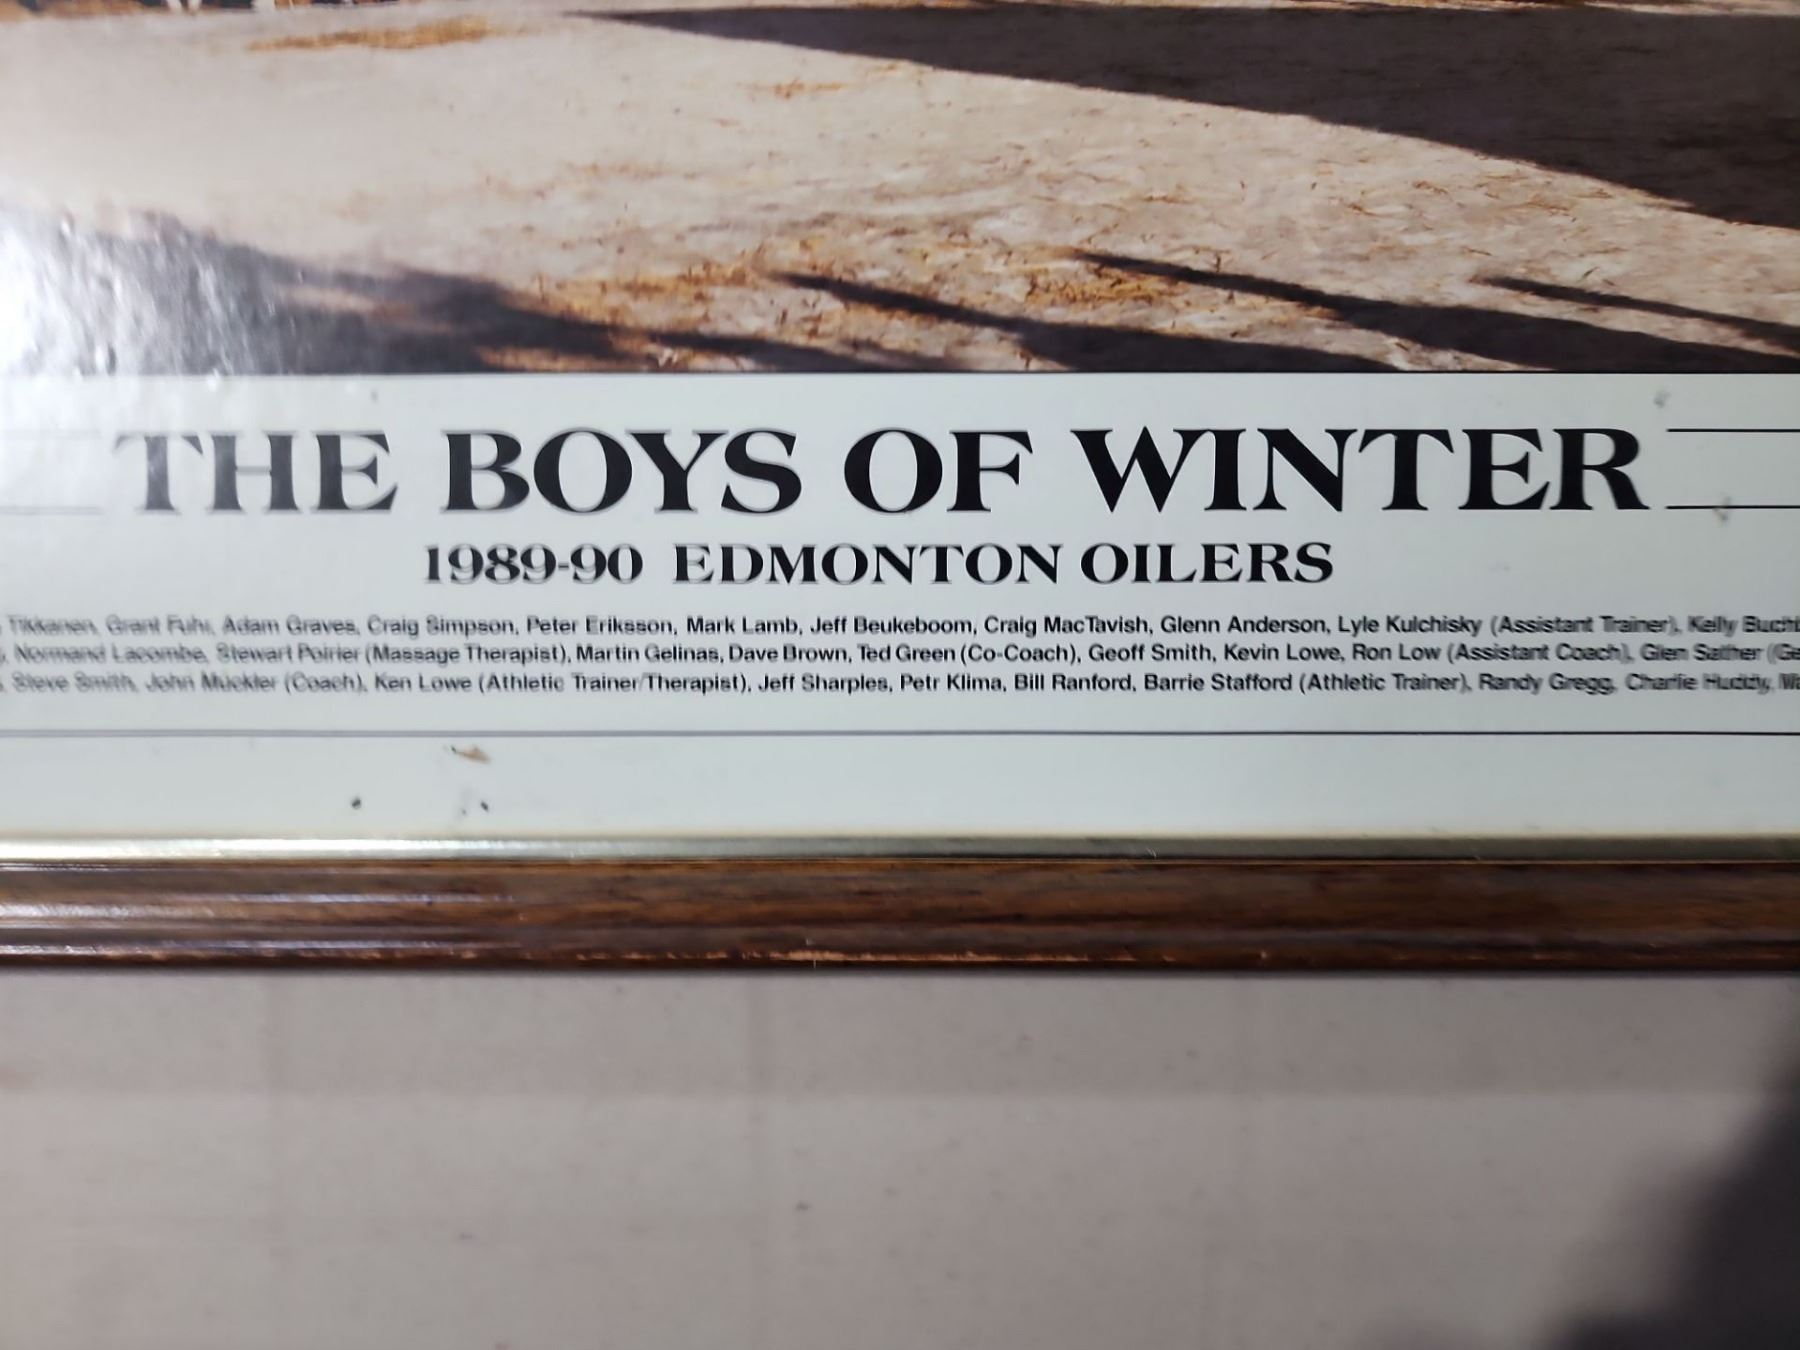 THE BOYS OF WINTER
1989-90 EDMONTON OILERS
Tikkanen, Grant Fuhr, Adam Graves, Craig Simpson, Peter Eriksson, Mark Lamb, Jeff Beukeboom, Craig MacTavish, Glenn Anderson, Lyle Kulchisky (Assistant Trainer), Kelly
Normand Lacombe, Stewart Poirier (Massage Therapist), Martin Gelinas, Dave Brown, Ted Green (Co-Coach), Geoff Smith, Kevin Lowe, Ron Low (Assistant Coach), Glen Sather
Steve Smith, John Muckler (Coach), Ken Lowe (Athletic Trainer/Therapist), Jeff Sharples, Petr Klima, Bill Ranford, Barrie Stafford (Athletic Trainer), Randy Gregg, Charlie Huddy,